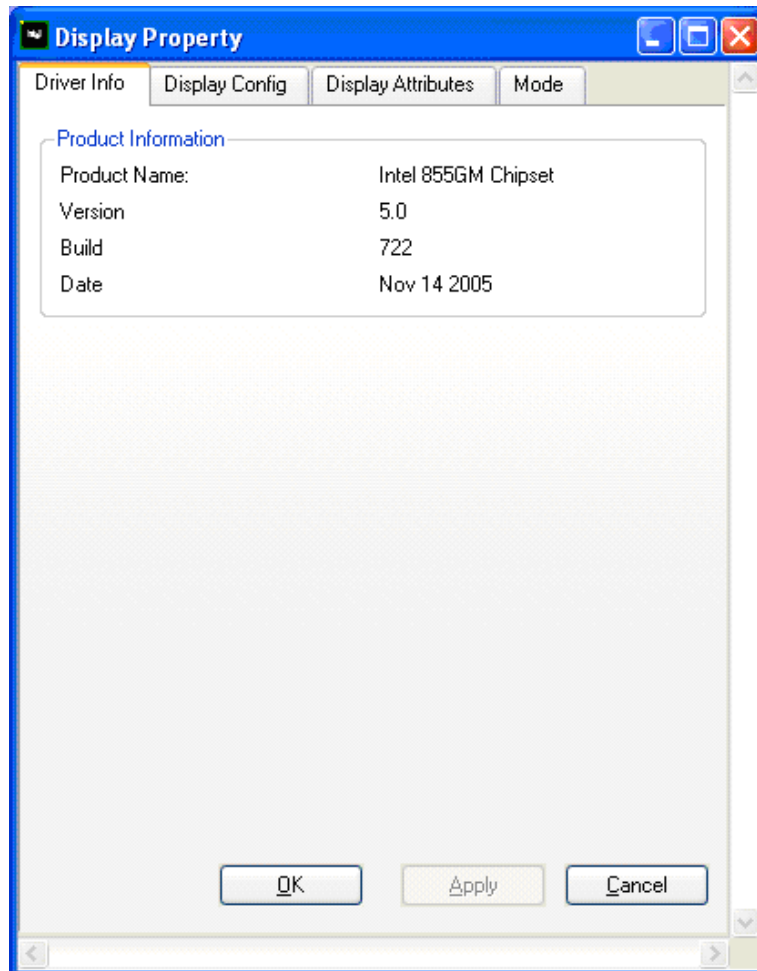 Display Property
Driver Info Display Config Display Attributes Mode
Product Information
Product Name: Intel 855GM Chipset
Version 5.0
Build 722
Date Nov 14 2005
OK Apply Cancel